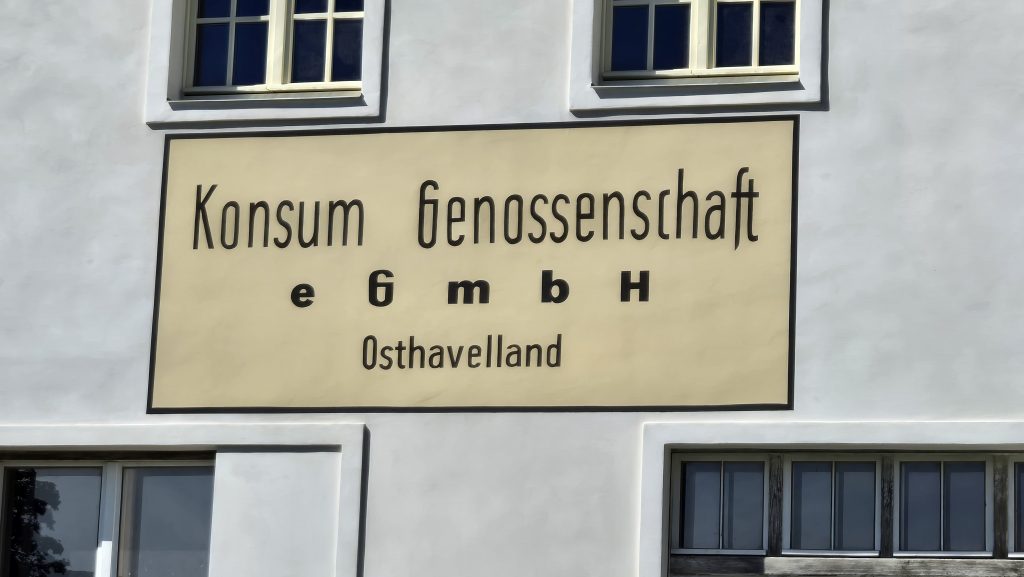 Konsum Genossenschaft
e G m b H
Osthavelland